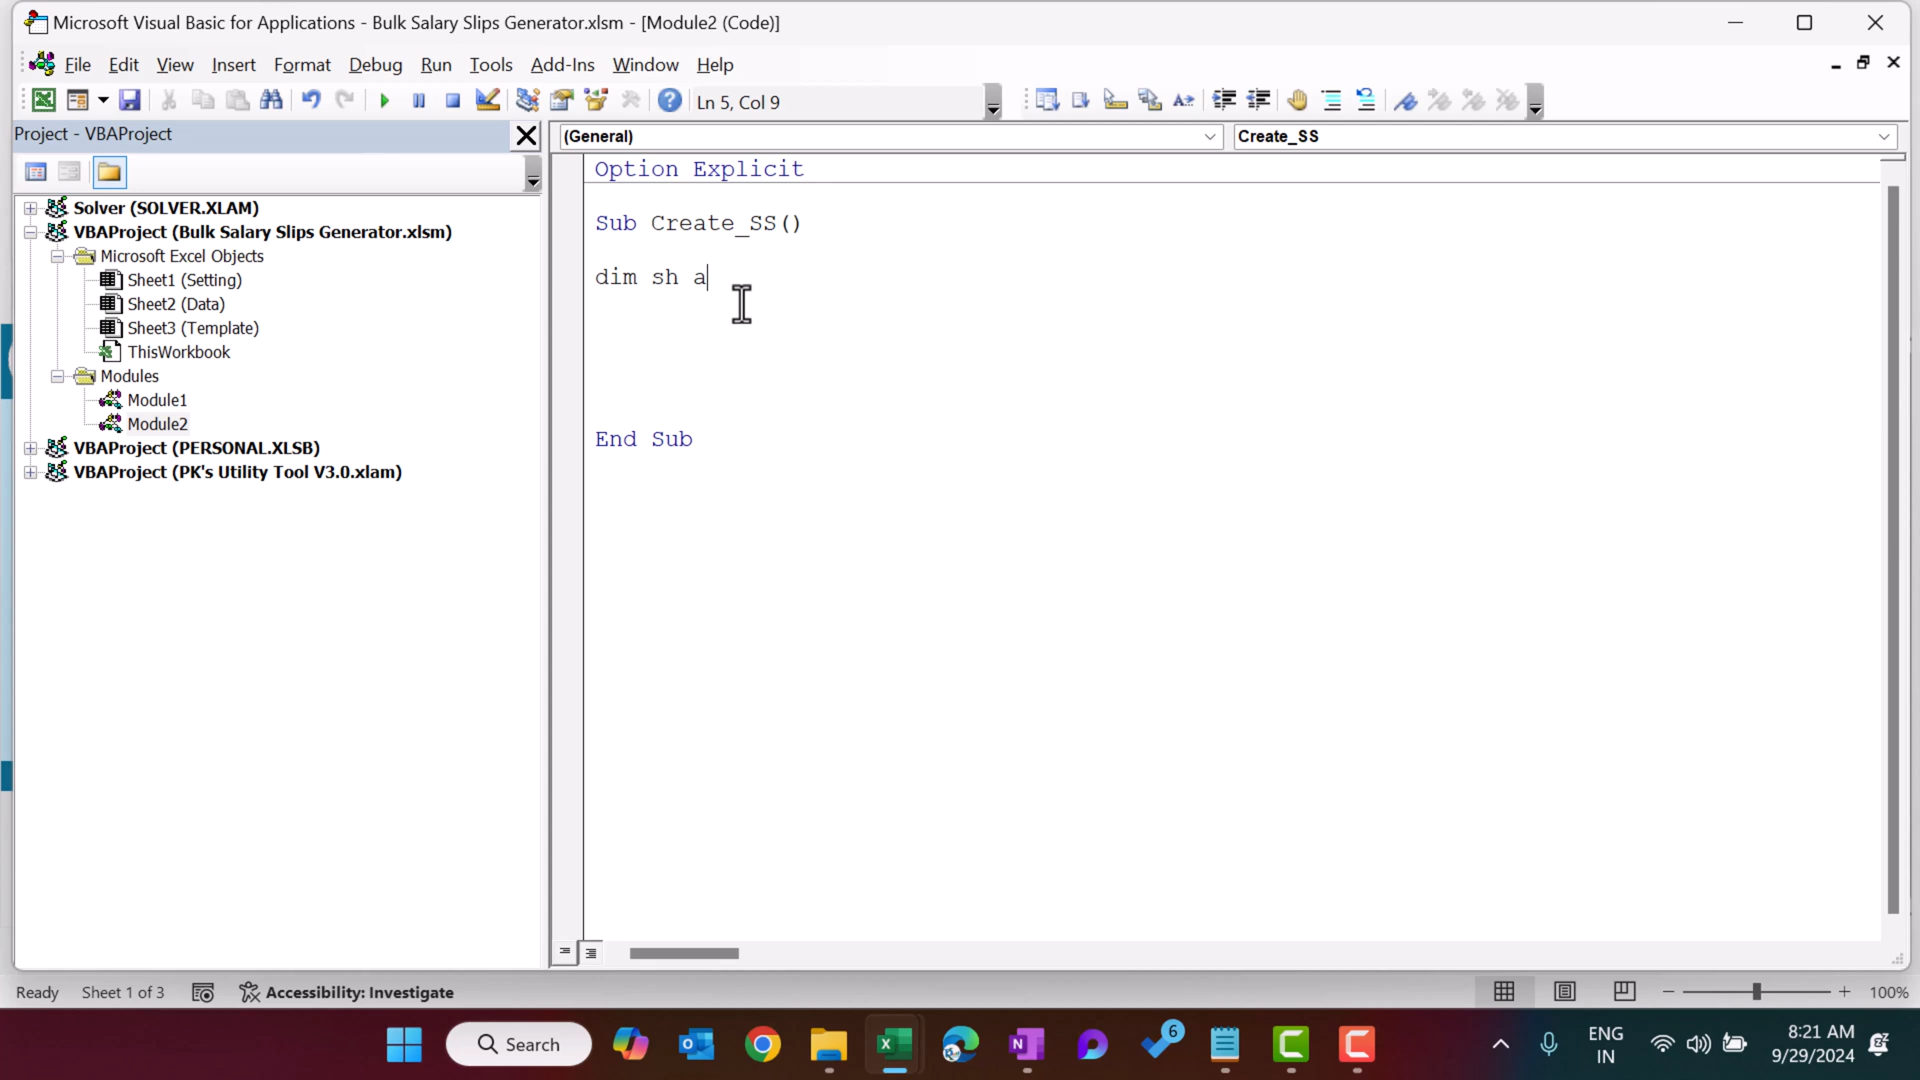 Microsoft Visual Basic for Applications - Bulk Salary Slips Generator.xlsm - [Module2 (Code)]
File Edit View Insert Format Debug Run Tools Add-Ins Window Help
Ln 5, Col 9
Project - VBAProject
(General)
Create_SS
Solver (SOLVER.XLAM)
VBAProject (Bulk Salary Slips Generator.xlsm)
Microsoft Excel Objects
Sheet1 (Setting)
Sheet2 (Data)
Sheet3 (Template)
ThisWorkbook
Modules
Module1
Module2
VBAProject (PERSONAL.XLSB)
VBAProject (PK's Utility Tool V3.0.xlam)
Option Explicit
Sub Create_SS()
dim sh a
End Sub
Ready Sheet 1 of 3 Accessibility: Investigate 100%
Search
6
ENG
IN
8:21 AM
9/29/2024